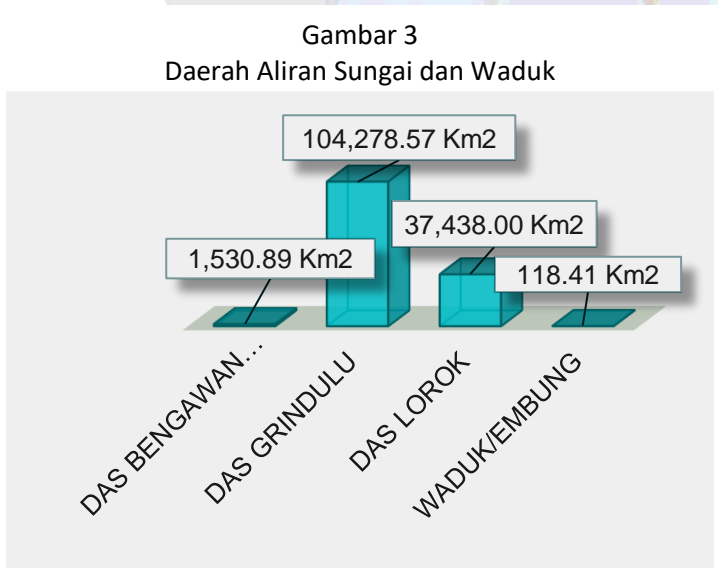 Gambar 3
Daerah Aliran Sungai dan Waduk
104,278.57 Km2
37,438.00 Km2
1,530.89 Km2
118.41 Km2
DAS BENGAWAN…
DAS GRINDULU
DAS LOROK
WADUK/EMBUNG